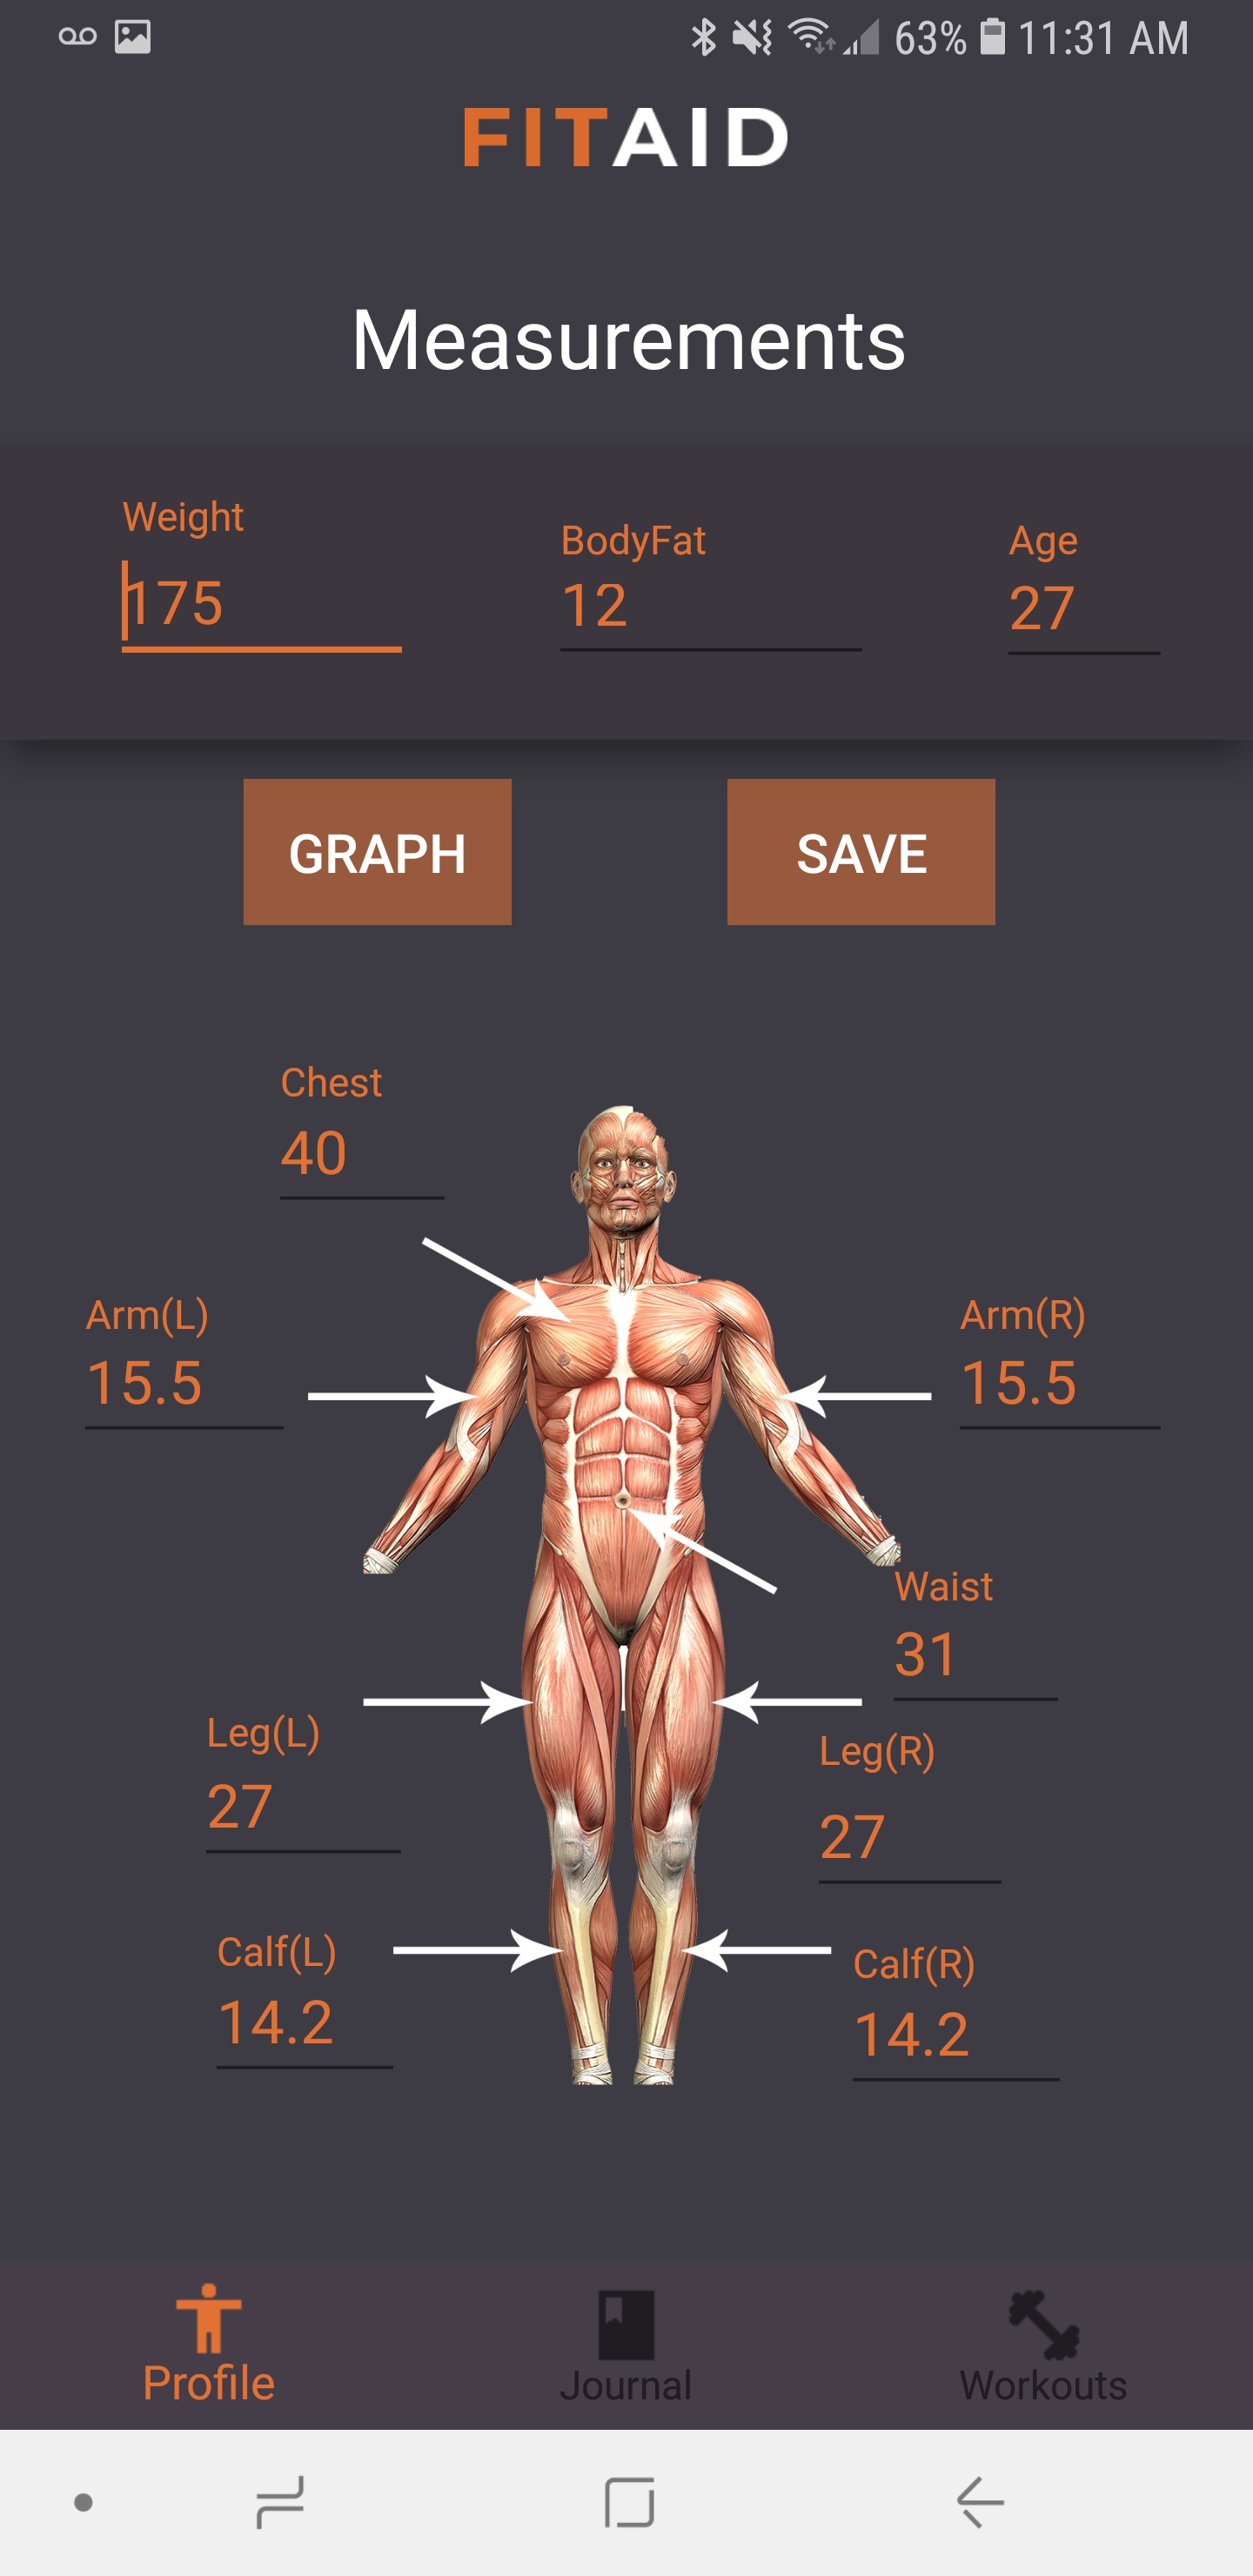 63% 11:31 AM
FITAID
Measurements
Weight
175
BodyFat
12
Age
27
GRAPH
SAVE
Chest
40
Arm(L)
15.5
Arm(R)
15.5
Waist
31
Leg(L)
27
Leg(R)
27
Calf(L)
14.2
Calf(R)
14.2
Profile
Journal
Workouts